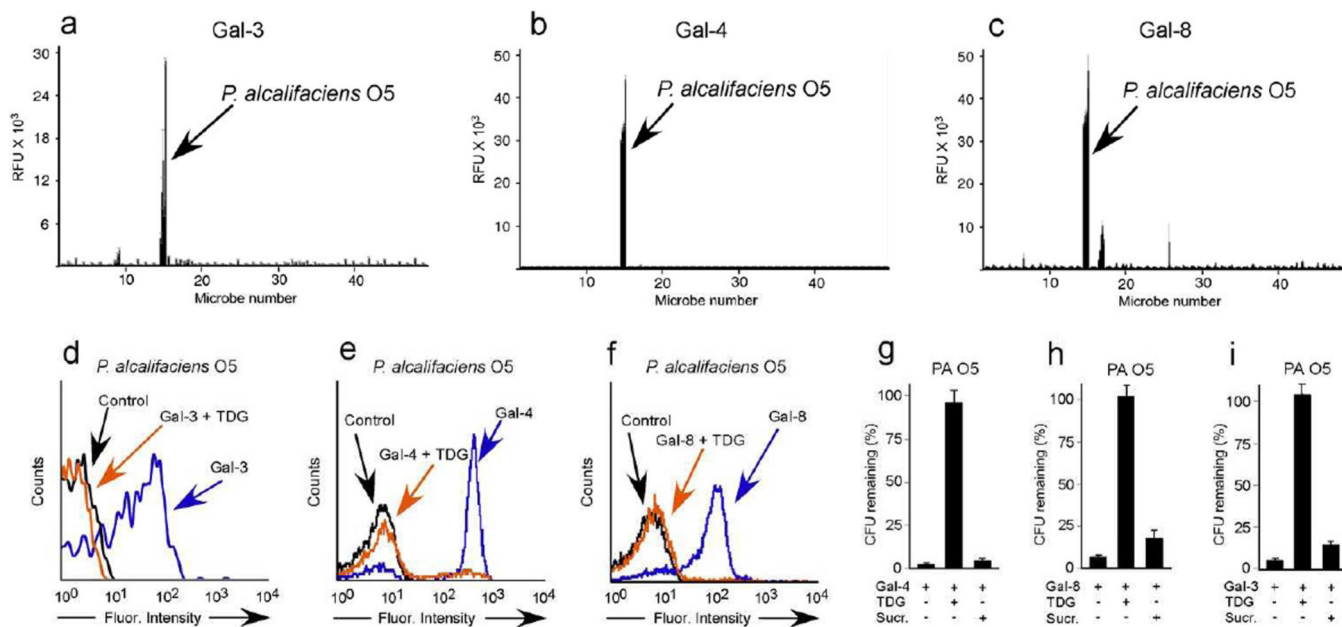 a
Gal-3
30
24
18
12
6
RFU X 10³
P. alcalifaciens O5
10 20 30 40
Microbe number
b
Gal-4
50
40
30
20
10
RFU X 10³
P. alcalifaciens O5
10 20 30 40
Microbe number
c
Gal-8
50
40
30
20
10
RFU X 10³
P. alcalifaciens O5
10 20 30 40
Microbe number
d
P. alcalifaciens O5
Control
Gal-3 + TDG
Gal-3
Counts
10⁰ 10¹ 10² 10³ 10⁴
Fluor. Intensity
e
P. alcalifaciens O5
Control
Gal-4
Gal-4 + TDG
Counts
10⁰ 10¹ 10² 10³ 10⁴
Fluor. Intensity
f
P. alcalifaciens O5
Control
Gal-8
Gal-8 + TDG
Counts
10⁰ 10¹ 10² 10³ 10⁴
Fluor. Intensity
g
PA O5
100
75
50
25
0
CFU remaining (%)
Gal-4 + + +
TDG - + -
Sucr. - - +
h
PA O5
100
75
50
25
0
CFU remaining (%)
Gal-8 + + +
TDG - + -
Sucr. - - +
i
PA O5
100
75
50
25
0
CFU remaining (%)
Gal-3 + + +
TDG - + -
Sucr. - - +